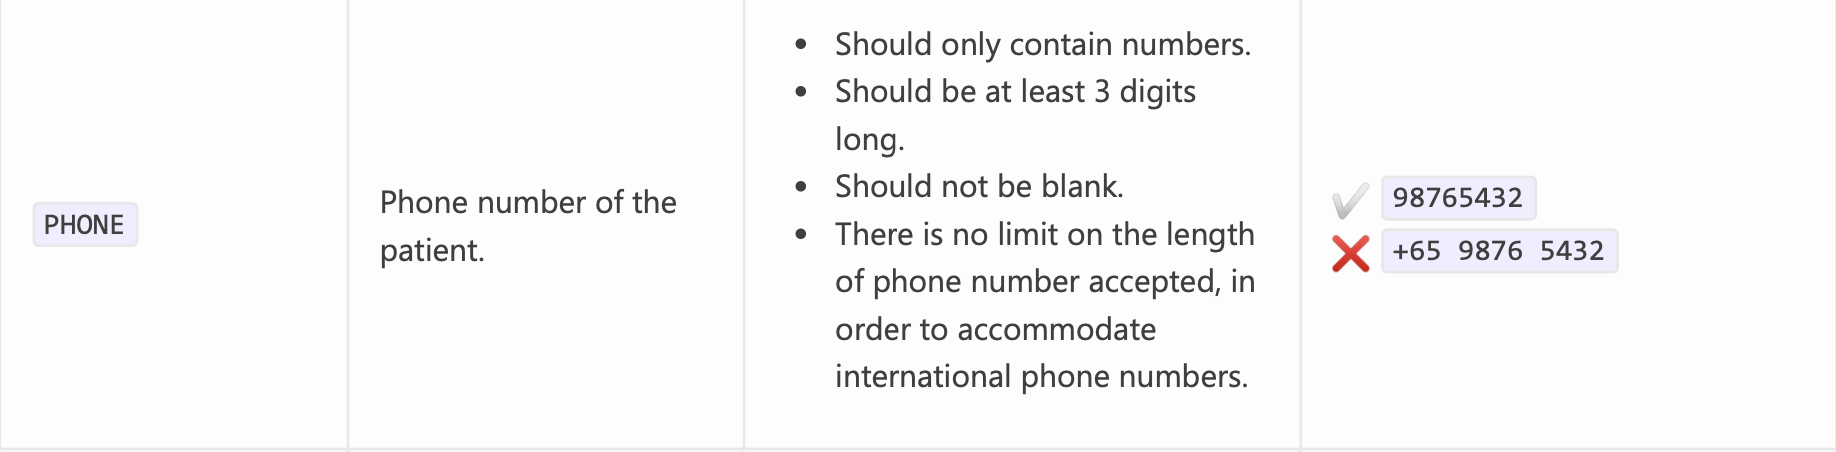 PHONE
Phone number of the
patient.
• Should only contain numbers.
• Should be at least 3 digits
long.
• Should not be blank.
• There is no limit on the length
of phone number accepted, in
order to accommodate
international phone numbers.
✔ 98765432
❌ +65 9876 5432